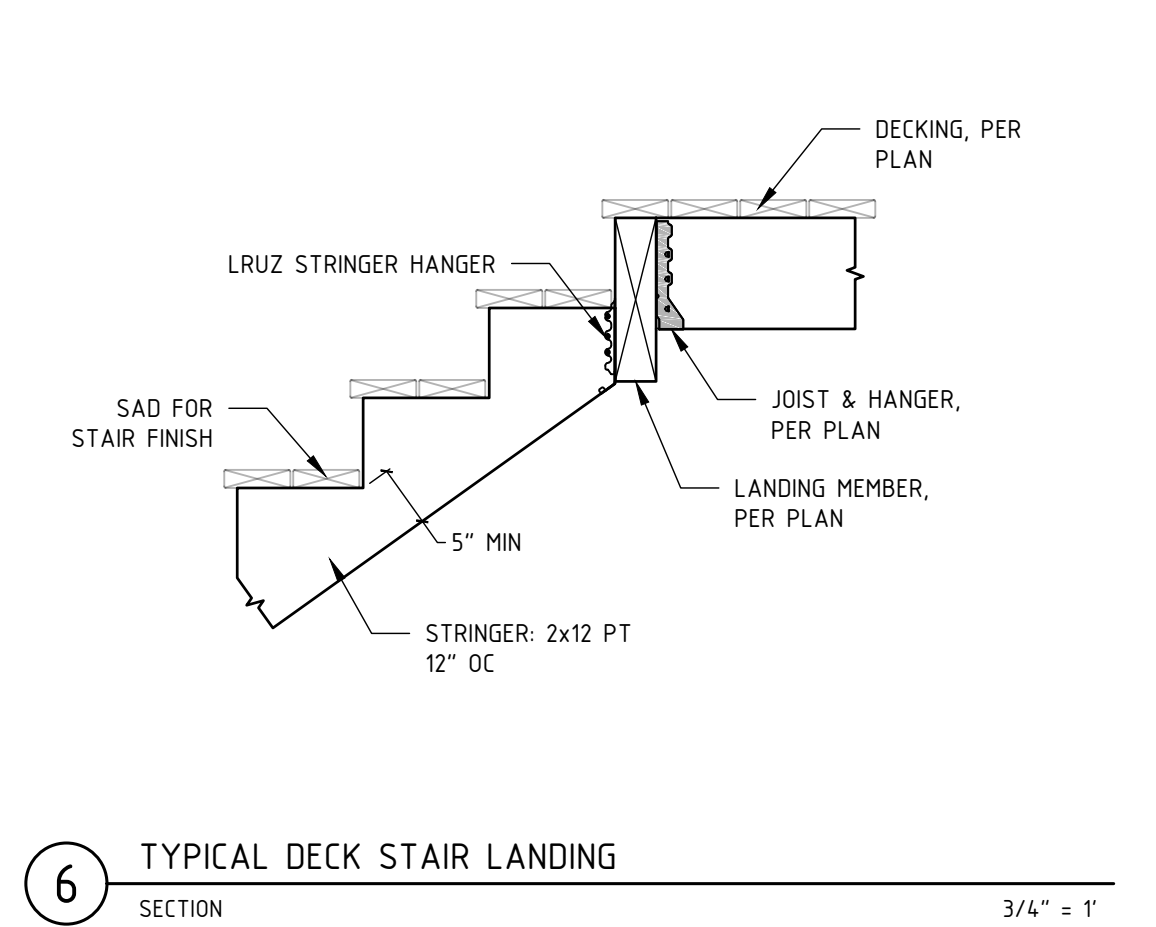 DECKING, PER
PLAN
LRUZ STRINGER HANGER
SAD FOR
STAIR FINISH
JOIST & HANGER,
PER PLAN
LANDING MEMBER,
PER PLAN
5" MIN
STRINGER: 2x12 PT
12" OC
6
TYPICAL DECK STAIR LANDING
SECTION
3/4" = 1'